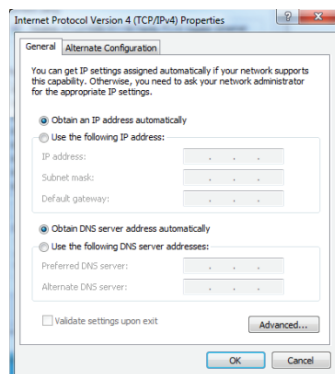 Internet Protocol Version 4 (TCP/IPv4) Properties
General
Alternate Configuration
You can get IP settings assigned automatically if your network supports
this capability. Otherwise, you need to ask your network administrator
for the appropriate IP settings.
Obtain an IP address automatically
Use the following IP address:
IP address:
Subnet mask:
Default gateway:
Obtain DNS server address automatically
Use the following DNS server addresses:
Preferred DNS server:
Alternate DNS server:
Validate settings upon exit
Advanced...
OK
Cancel